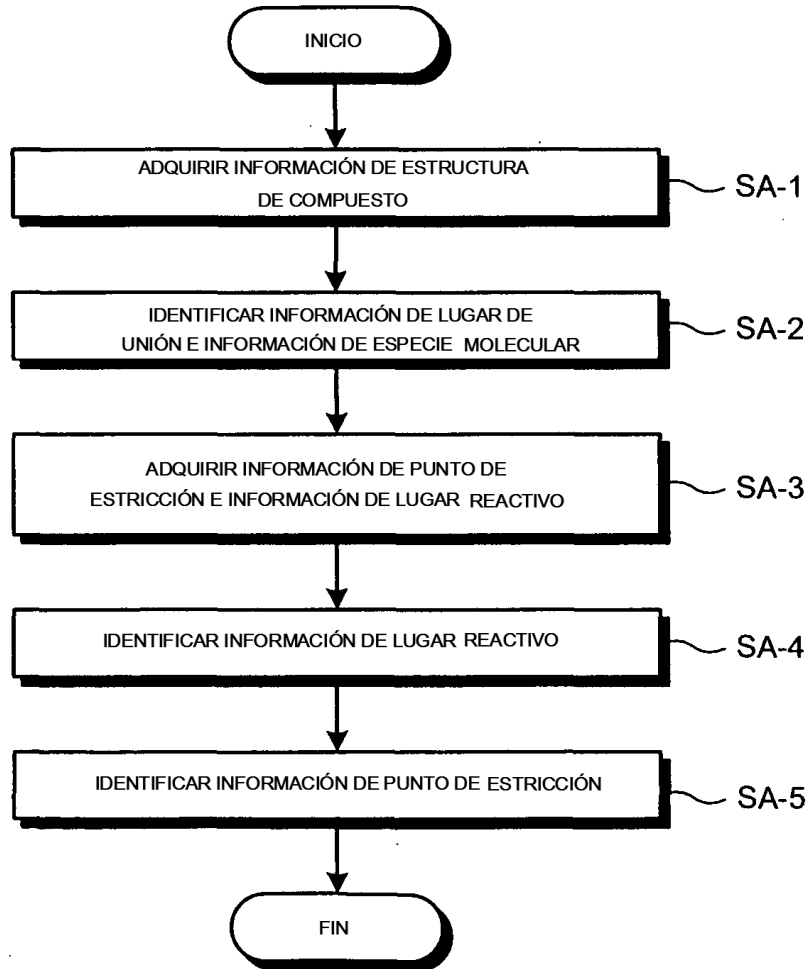 INICIO
ADQUIRIR INFORMACIÓN DE ESTRUCTURA
DE COMPUESTO
SA-1
IDENTIFICAR INFORMACIÓN DE LUGAR DE
UNIÓN E INFORMACIÓN DE ESPECIE MOLECULAR
SA-2
ADQUIRIR INFORMACIÓN DE PUNTO DE
ESTRICCIÓN E INFORMACIÓN DE LUGAR REACTIVO
SA-3
IDENTIFICAR INFORMACIÓN DE LUGAR REACTIVO
SA-4
IDENTIFICAR INFORMACIÓN DE PUNTO DE ESTRICCIÓN
SA-5
FIN